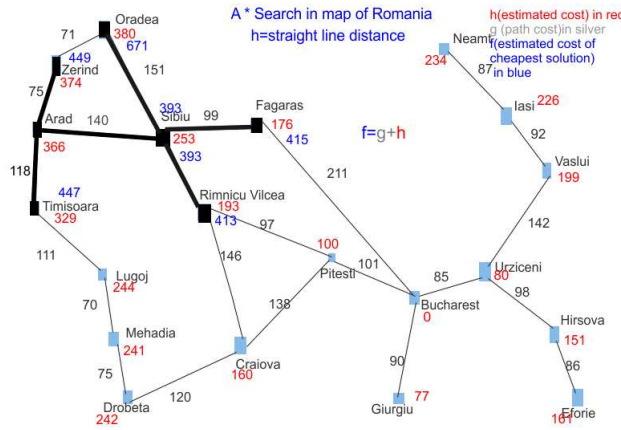 A * Search in map of Romania
h=straight line distance
h(estimated cost) in red
g (path cost)in silver
f(estimated cost of
cheapest solution)
in blue
f=g+h
Oradea
380
671
71
449
Zerind
374
151
75
Arad
366
140
Sibiu
393
253
393
99
Fagaras
176
415
118
447
Timisoara
329
Rimnicu Vilcea
193
413
97
211
146
111
Lugoj
244
70
Mehadia
241
75
Drobeta
242
120
Craiova
160
138
100
Pitesti
101
Bucharest
0
90
Giurgiu
77
85
Urziceni
80
142
98
Hirsova
151
86
Eforie
161
Neamt
234
87
Iasi
226
92
Vaslui
199